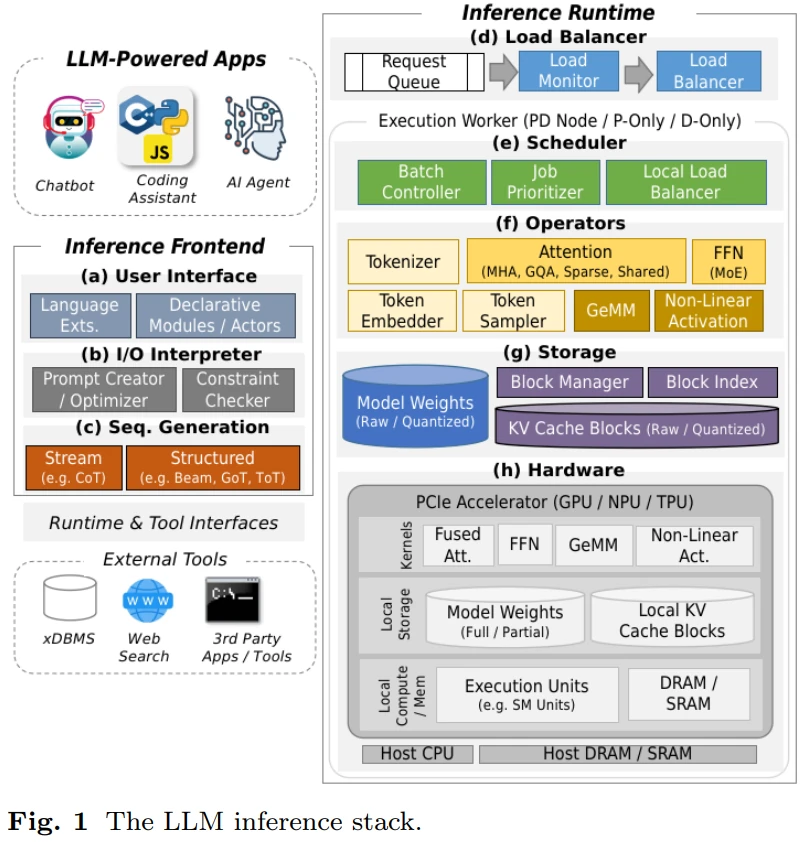 LLM-Powered Apps
JS
Chatbot
Coding
Assistant
AI Agent
Inference Frontend
(a) User Interface
Language
Exts.
Declarative
Modules / Actors
(b) I/O Interpreter
Prompt Creator
/ Optimizer
Constraint
Checker
(c) Seq. Generation
Stream
(e.g. CoT)
Structured
(e.g. Beam, GoT, ToT)
Runtime & Tool Interfaces
External Tools
WWW
C:\_
xDBMS
Web
Search
3rd Party
Apps / Tools
Inference Runtime
(d) Load Balancer
Request
Queue
Load
Monitor
Load
Balancer
Execution Worker (PD Node / P-Only / D-Only)
(e) Scheduler
Batch
Controller
Job
Prioritizer
Local Load
Balancer
(f) Operators
Tokenizer
Attention
(MHA, GQA, Sparse, Shared)
FFN
(MoE)
Token
Embedder
Token
Sampler
GeMM
Non-Linear
Activation
(g) Storage
Model Weights
(Raw / Quantized)
Block Manager
Block Index
KV Cache Blocks (Raw / Quantized)
(h) Hardware
PCIe Accelerator (GPU / NPU / TPU)
Kernels
Fused
Att.
FFN
GeMM
Non-Linear
Act.
Local
Storage
Model Weights
(Full / Partial)
Local KV
Cache Blocks
Local
Compute
/ Mem
Execution Units
(e.g. SM Units)
DRAM /
SRAM
Host CPU
Host DRAM / SRAM
Fig. 1 The LLM inference stack.